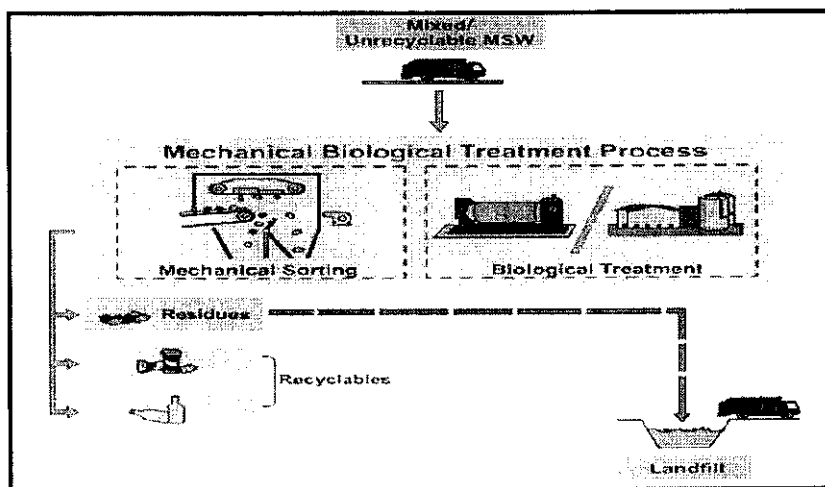 Mixed/
Unrecyclable MSW
Mechanical Biological Treatment Process
Mechanical Sorting
Biological Treatment
Residues
Recyclables
Landfill